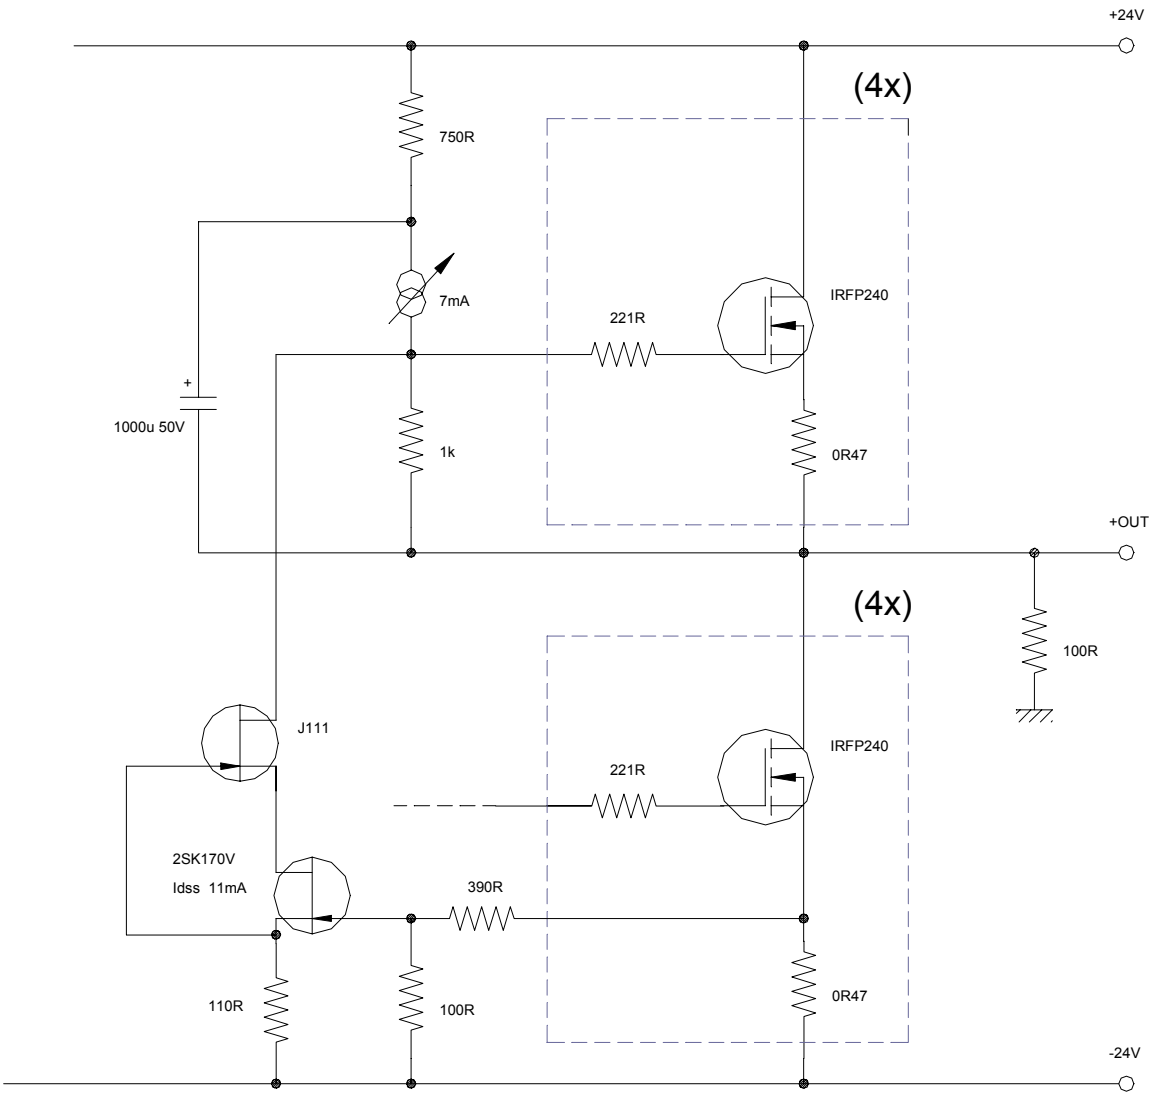 +24V
(4x)
750R
IRFP240
7mA
221R
+
1000u 50V
1k
0R47
+OUT
(4x)
100R
J111
IRFP240
221R
2SK170V
Idss 11mA
390R
110R
100R
0R47
-24V